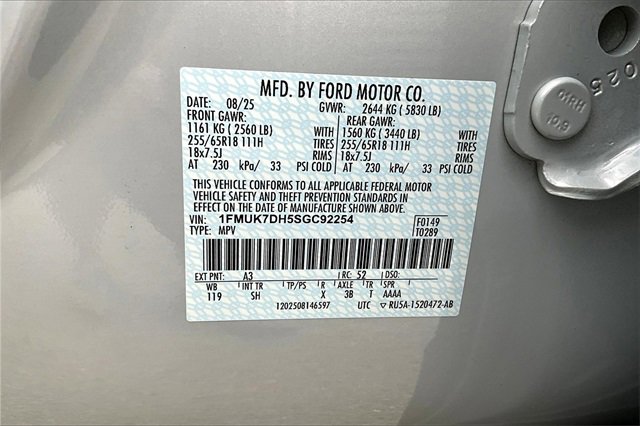 MFD. BY FORD MOTOR CO.
DATE: 08/25 GVWR: 2644 KG ( 5830 LB)
FRONT GAWR: REAR GAWR:
1161 KG ( 2560 LB) WITH 1560 KG ( 3440 LB) WITH
255/65R18 111H TIRES 255/65R18 111H TIRES
18x7.5J RIMS 18x7.5J RIMS
AT 230 kPa/ 33 PSI COLD AT 230 kPa/ 33 PSI COLD
THIS VEHICLE CONFORMS TO ALL APPLICABLE FEDERAL MOTOR
VEHICLE SAFETY AND THEFT PREVENTION STANDARDS IN EFFECT
ON THE DATE OF MANUFACTURE SHOWN ABOVE.
VIN: 1FMUK7DH5SGC92254 F0149
TYPE: MPV T0289
EXT PNT: A3 RC: 52 DSO:
WB INT TR TP/PS R AXLE TR SPR
119 SH X 3B T AAAA
1202508146597 UTC ▽ RU5A-1520472-AB
025
01RH